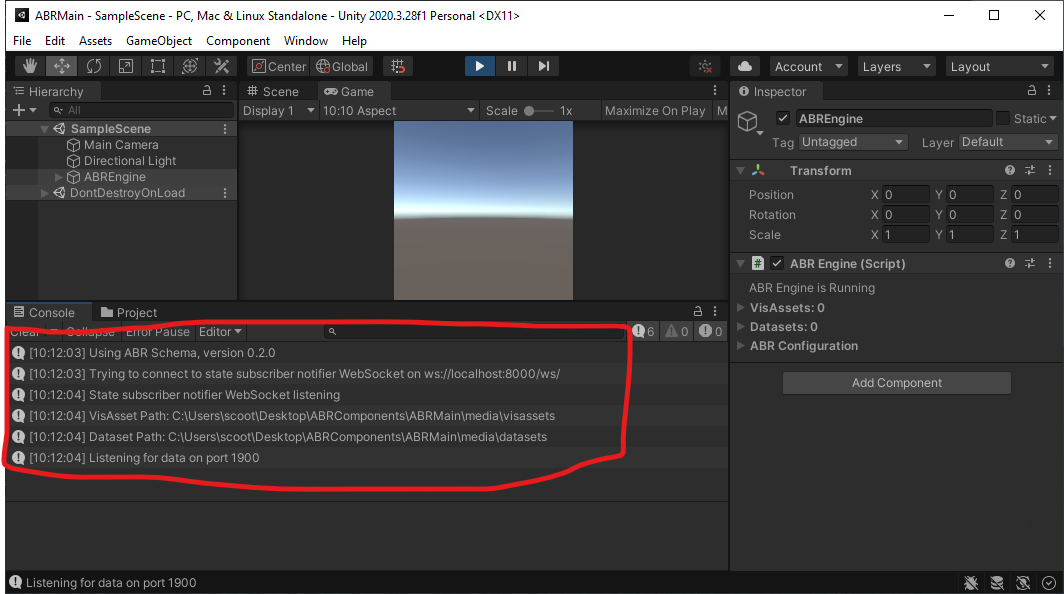 ABRMain - SampleScene - PC, Mac & Linux Standalone - Unity 2020.3.28f1 Personal <DX11>
File Edit Assets GameObject Component Window Help
Center Global Account Layers Layout
Hierarchy
All
SampleScene
Main Camera
Directional Light
ABREngine
DontDestroyOnLoad
Scene Game
Display 1 10:10 Aspect Scale 1x Maximize On Play M
Inspector
ABREngine Static
Tag Untagged Layer Default
Transform
Position X 0 Y 0 Z 0
Rotation X 0 Y 0 Z 0
Scale X 1 Y 1 Z 1
ABR Engine (Script)
ABR Engine is Running
VisAssets: 0
Datasets: 0
ABR Configuration
Add Component
Console Project
Clear Collapse Error Pause Editor 6 0 0
[10:12:03] Using ABR Schema, version 0.2.0
[10:12:03] Trying to connect to state subscriber notifier WebSocket on ws://localhost:8000/ws/
[10:12:04] State subscriber notifier WebSocket listening
[10:12:04] VisAsset Path: C:\Users\scoot\Desktop\ABRComponents\ABRMain\media\visassets
[10:12:04] Dataset Path: C:\Users\scoot\Desktop\ABRComponents\ABRMain\media\datasets
[10:12:04] Listening for data on port 1900
Listening for data on port 1900